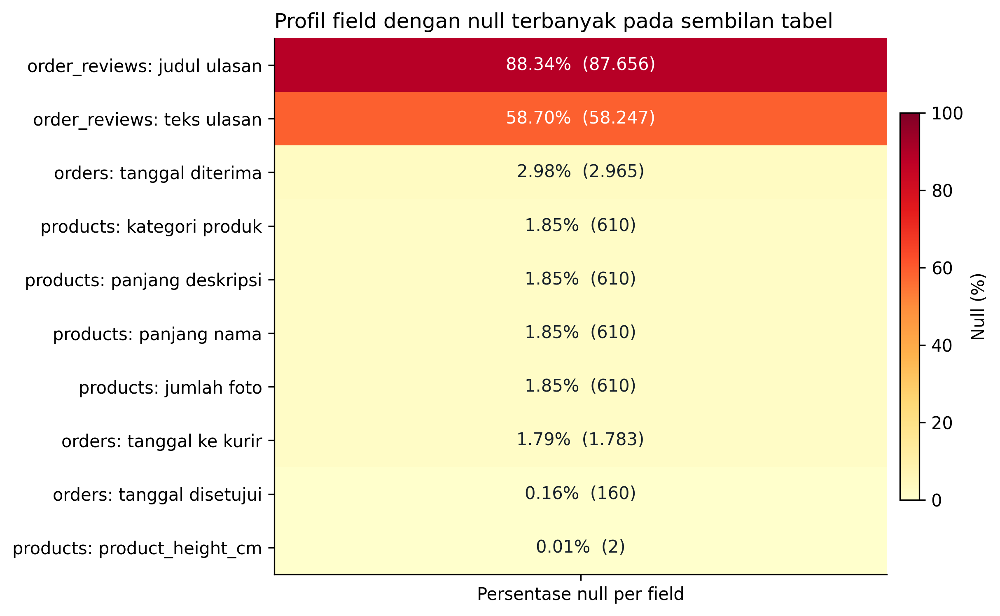 Profil field dengan null terbanyak pada sembilan tabel
order_reviews: judul ulasan 88.34% (87.656)
order_reviews: teks ulasan 58.70% (58.247)
orders: tanggal diterima 2.98% (2.965)
products: kategori produk 1.85% (610)
products: panjang deskripsi 1.85% (610)
products: panjang nama 1.85% (610)
products: jumlah foto 1.85% (610)
orders: tanggal ke kurir 1.79% (1.783)
orders: tanggal disetujui 0.16% (160)
products: product_height_cm 0.01% (2)
Persentase null per field
100
80
60
40
20
0
Null (%)